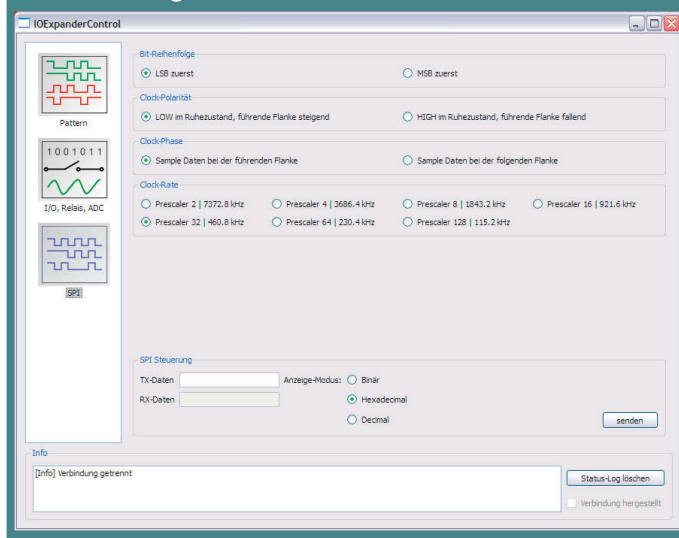 IOExpanderControl
Pattern
1001011
I/O, Relais, ADC
SPI
Bit-Reihenfolge
LSB zuerst
MSB zuerst
Clock-Polarität
LOW im Ruhezustand, führende Flanke steigend
HIGH im Ruhezustand, führende Flanke fallend
Clock-Phase
Sample Daten bei der führenden Flanke
Sample Daten bei der folgenden Flanke
Clock-Rate
Prescaler 2 | 7372.8 kHz
Prescaler 4 | 3686.4 kHz
Prescaler 8 | 1843.2 kHz
Prescaler 16 | 921.6 kHz
Prescaler 32 | 460.8 kHz
Prescaler 64 | 230.4 kHz
Prescaler 128 | 115.2 kHz
SPI Steuerung
TX-Daten
Anzeige-Modus:
Binär
RX-Daten
Hexadecimal
Decimal
senden
Info
[Info] Verbindung getrennt
Status-Log löschen
Verbindung hergestellt